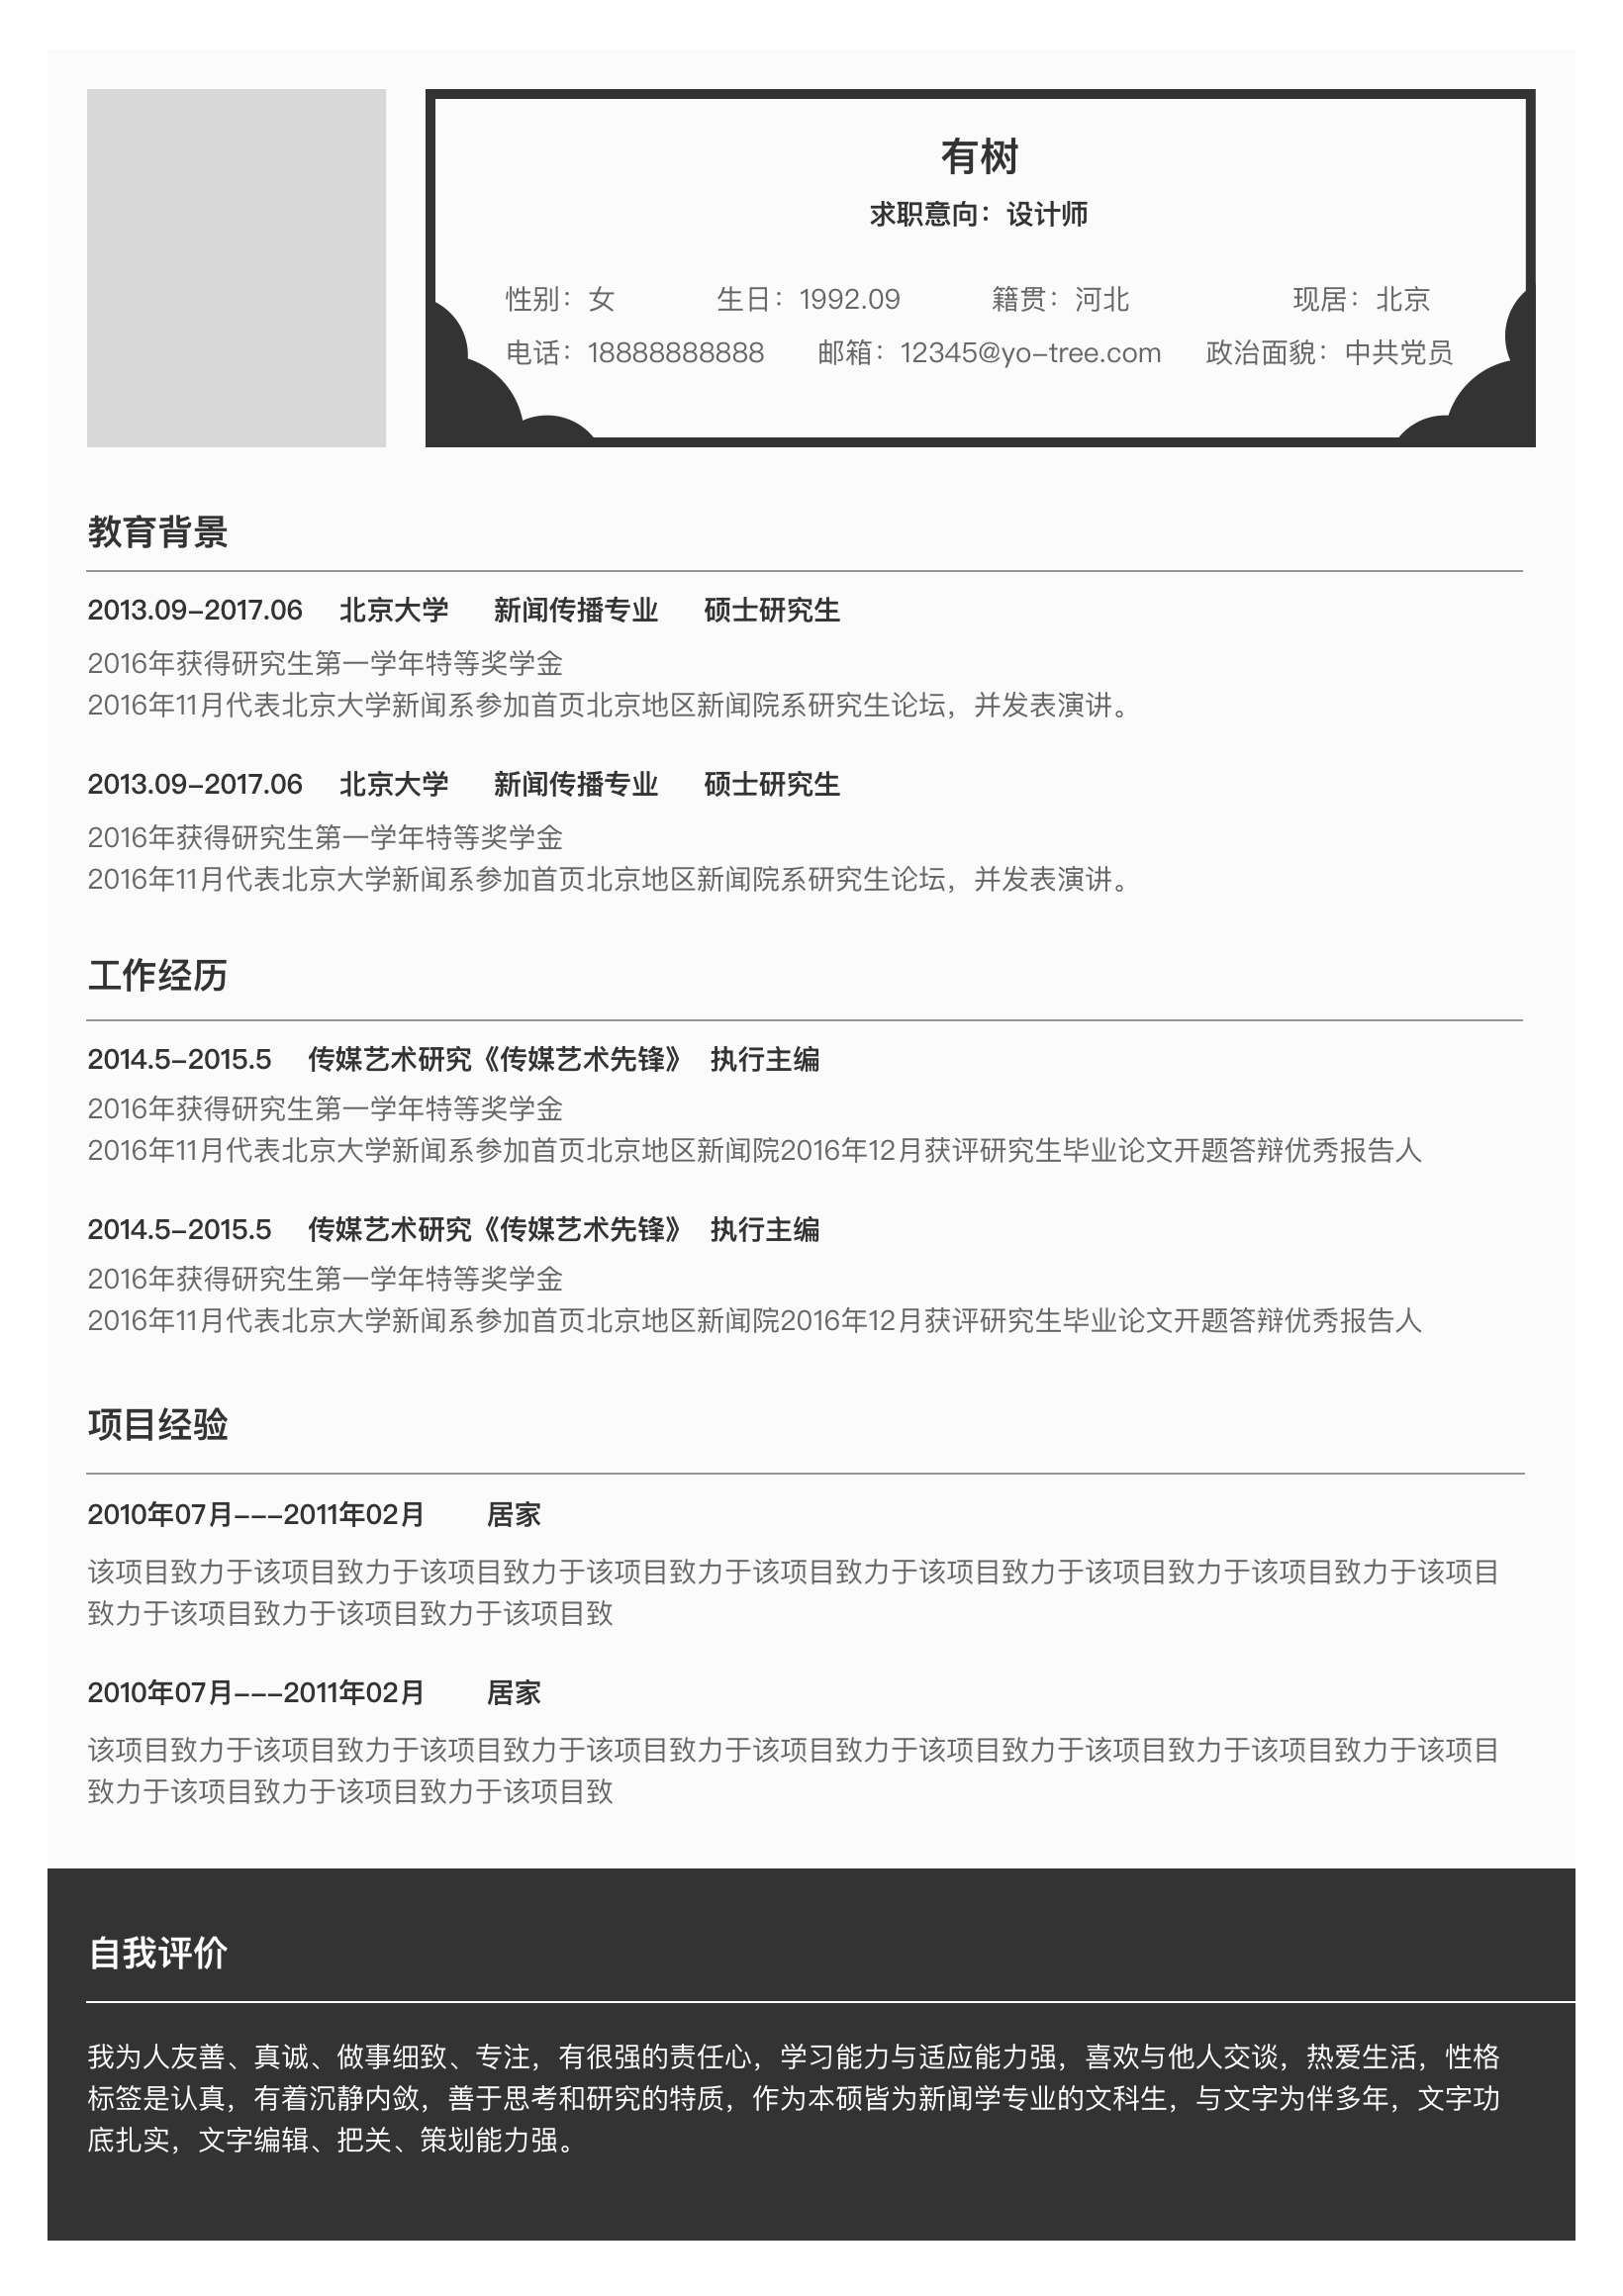 有树
求职意向：设计师
性别：女 生日：1992.09 籍贯：河北 现居：北京
电话：18888888888 邮箱：12345@yo-tree.com 政治面貌：中共党员
教育背景
2013.09-2017.06 北京大学 新闻传播专业 硕士研究生
2016年获得研究生第一学年特等奖学金
2016年11月代表北京大学新闻系参加首页北京地区新闻院系研究生论坛，并发表演讲。
2013.09-2017.06 北京大学 新闻传播专业 硕士研究生
2016年获得研究生第一学年特等奖学金
2016年11月代表北京大学新闻系参加首页北京地区新闻院系研究生论坛，并发表演讲。
工作经历
2014.5-2015.5 传媒艺术研究《传媒艺术先锋》 执行主编
2016年获得研究生第一学年特等奖学金
2016年11月代表北京大学新闻系参加首页北京地区新闻院2016年12月获评研究生毕业论文开题答辩优秀报告人
2014.5-2015.5 传媒艺术研究《传媒艺术先锋》 执行主编
2016年获得研究生第一学年特等奖学金
2016年11月代表北京大学新闻系参加首页北京地区新闻院2016年12月获评研究生毕业论文开题答辩优秀报告人
项目经验
2010年07月---2011年02月 居家
该项目致力于该项目致力于该项目致力于该项目致力于该项目致力于该项目致力于该项目致力于该项目致力于该项目
致力于该项目致力于该项目致力于该项目致
2010年07月---2011年02月 居家
该项目致力于该项目致力于该项目致力于该项目致力于该项目致力于该项目致力于该项目致力于该项目致力于该项目
致力于该项目致力于该项目致力于该项目致
自我评价
我为人友善、真诚、做事细致、专注，有很强的责任心，学习能力与适应能力强，喜欢与他人交谈，热爱生活，性格
标签是认真，有着沉静内敛，善于思考和研究的特质，作为本硕皆为新闻学专业的文科生，与文字为伴多年，文字功
底扎实，文字编辑、把关、策划能力强。